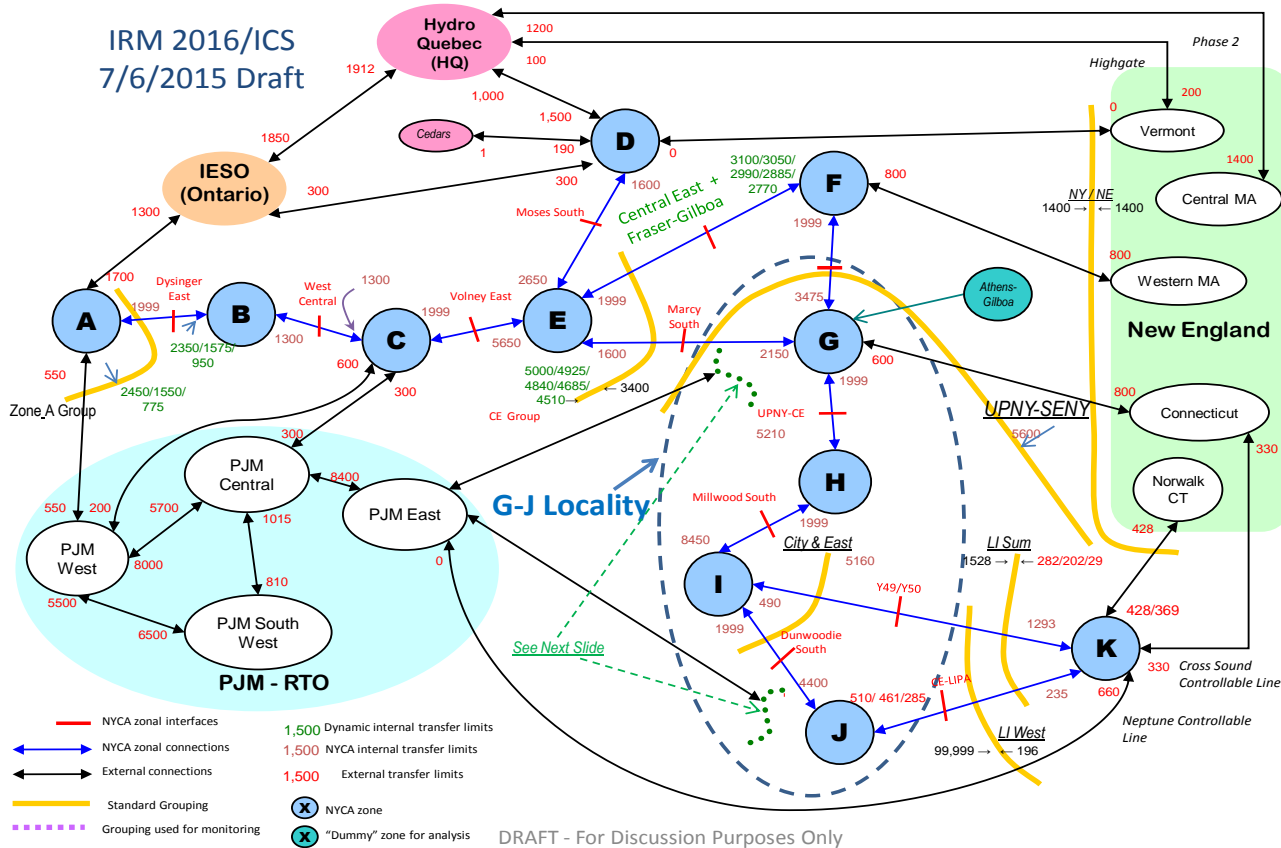 IRM 2016/ICS
7/6/2015 Draft
Hydro
Quebec
(HQ)
1200
100
Phase 2
Highgate
200
0
Vermont
1912
1,000
1,500
1850
Cedars
1
190
D
0
IESO
(Ontario)
300
300
1600
1300
3100/3050/
2990/2885/
2770
F
800
1400
Central MA
NY / NE
1400 → ← 1400
Moses South
Central East +
Fraser-Gilboa
1999
800
Western MA
1700
Dysinger
East
A
1999
B
West
Central
1300
1999
Volney East
2650
E
1999
Marcy
South
3475
Athens-
Gilboa
New England
2350/1575/
950
1300
C
5650
1600
2150
G
600
550
600
300
5000/4925/
4840/4685/
4510→
← 3400
1999
800
Connecticut
2450/1550/
775
Zone_A Group
CE Group
UPNY-CE
5210
UPNY-SENY
5600
330
300
PJM
Central
8400
PJM East
G-J Locality
H
Norwalk
CT
550
200
5700
1015
Millwood South
1999
428
PJM
West
8000
0
8450
City & East
5160
LI Sum
1528 → ← 282/202/29
810
I
490
Y49/Y50
428/369
5500
6500
PJM South
West
1999
1293
K
See Next Slide
Dunwoodie
South
330
Cross Sound
Controllable Line
PJM - RTO
4400
510/ 461/285
CE-LIPA
235
660
Neptune Controllable
Line
J
LI West
99,999 → ← 196
NYCA zonal interfaces
1,500 Dynamic internal transfer limits
NYCA zonal connections
1,500 NYCA internal transfer limits
External connections
1,500 External transfer limits
Standard Grouping
X NYCA zone
Grouping used for monitoring
X "Dummy" zone for analysis
DRAFT - For Discussion Purposes Only